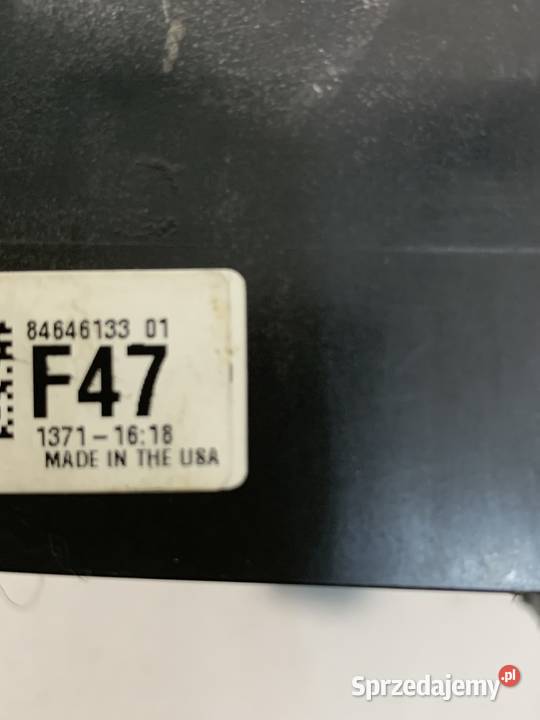 84646133 01
F47
1371-16:18
MADE IN THE USA
Sprzedajemy.pl